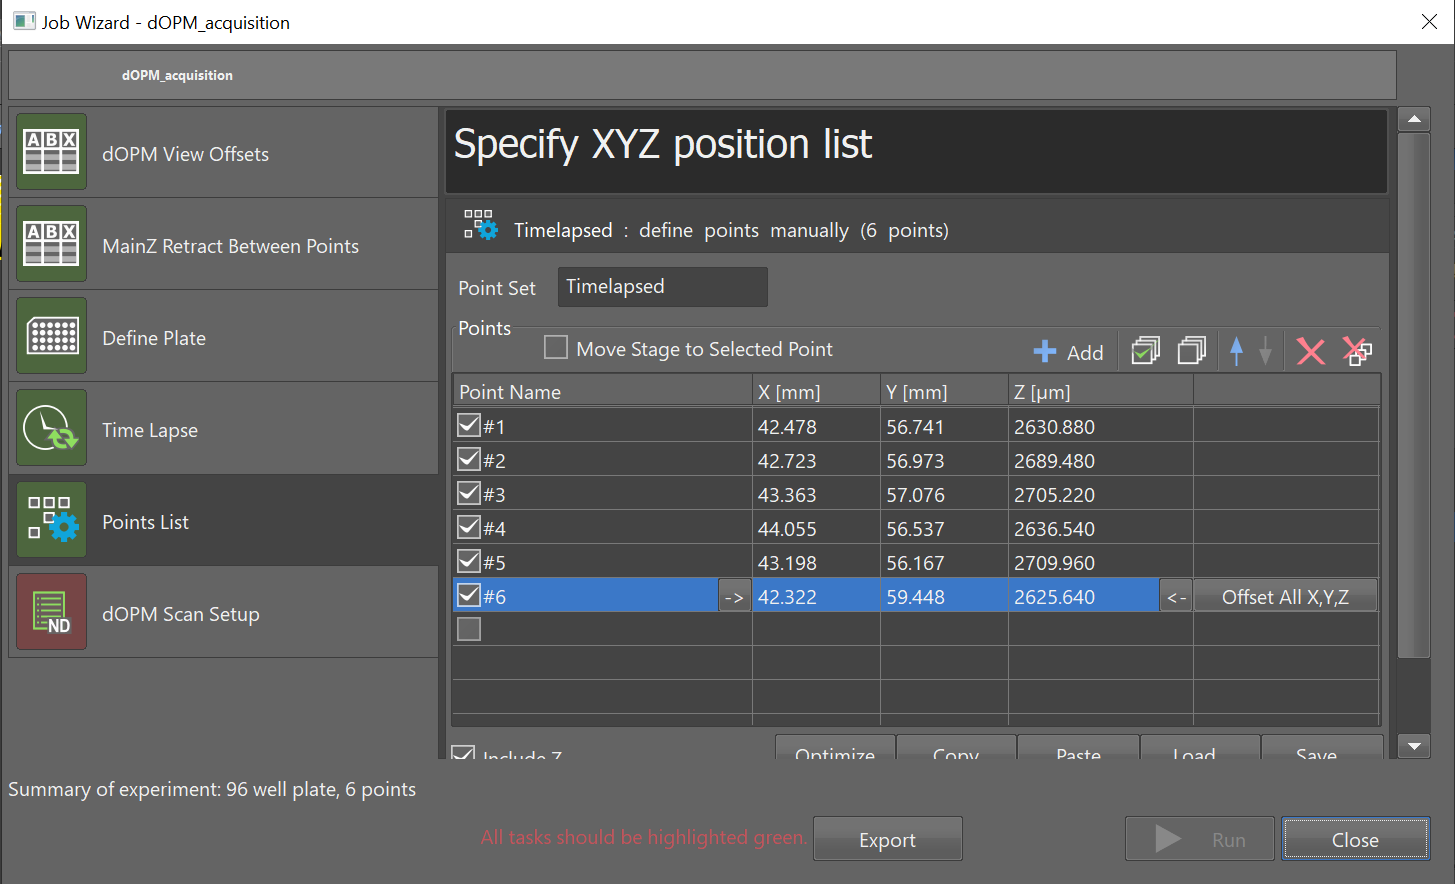 Job Wizard - dOPM_acquisition
dOPM_acquisition
ABX dOPM View Offsets
ABX MainZ Retract Between Points
Define Plate
Time Lapse
Points List
ND dOPM Scan Setup
Specify XYZ position list
Timelapsed : define points manually (6 points)
Point Set Timelapsed
Points
Move Stage to Selected Point Add
Point Name X [mm] Y [mm] Z [µm]
#1 42.478 56.741 2630.880
#2 42.723 56.973 2689.480
#3 43.363 57.076 2705.220
#4 44.055 56.537 2636.540
#5 43.198 56.167 2709.960
#6 -> 42.322 59.448 2625.640 <- Offset All X,Y,Z
Include Z Optimize Copy Paste Load Save
Summary of experiment: 96 well plate, 6 points
All tasks should be highlighted green. Export Run Close